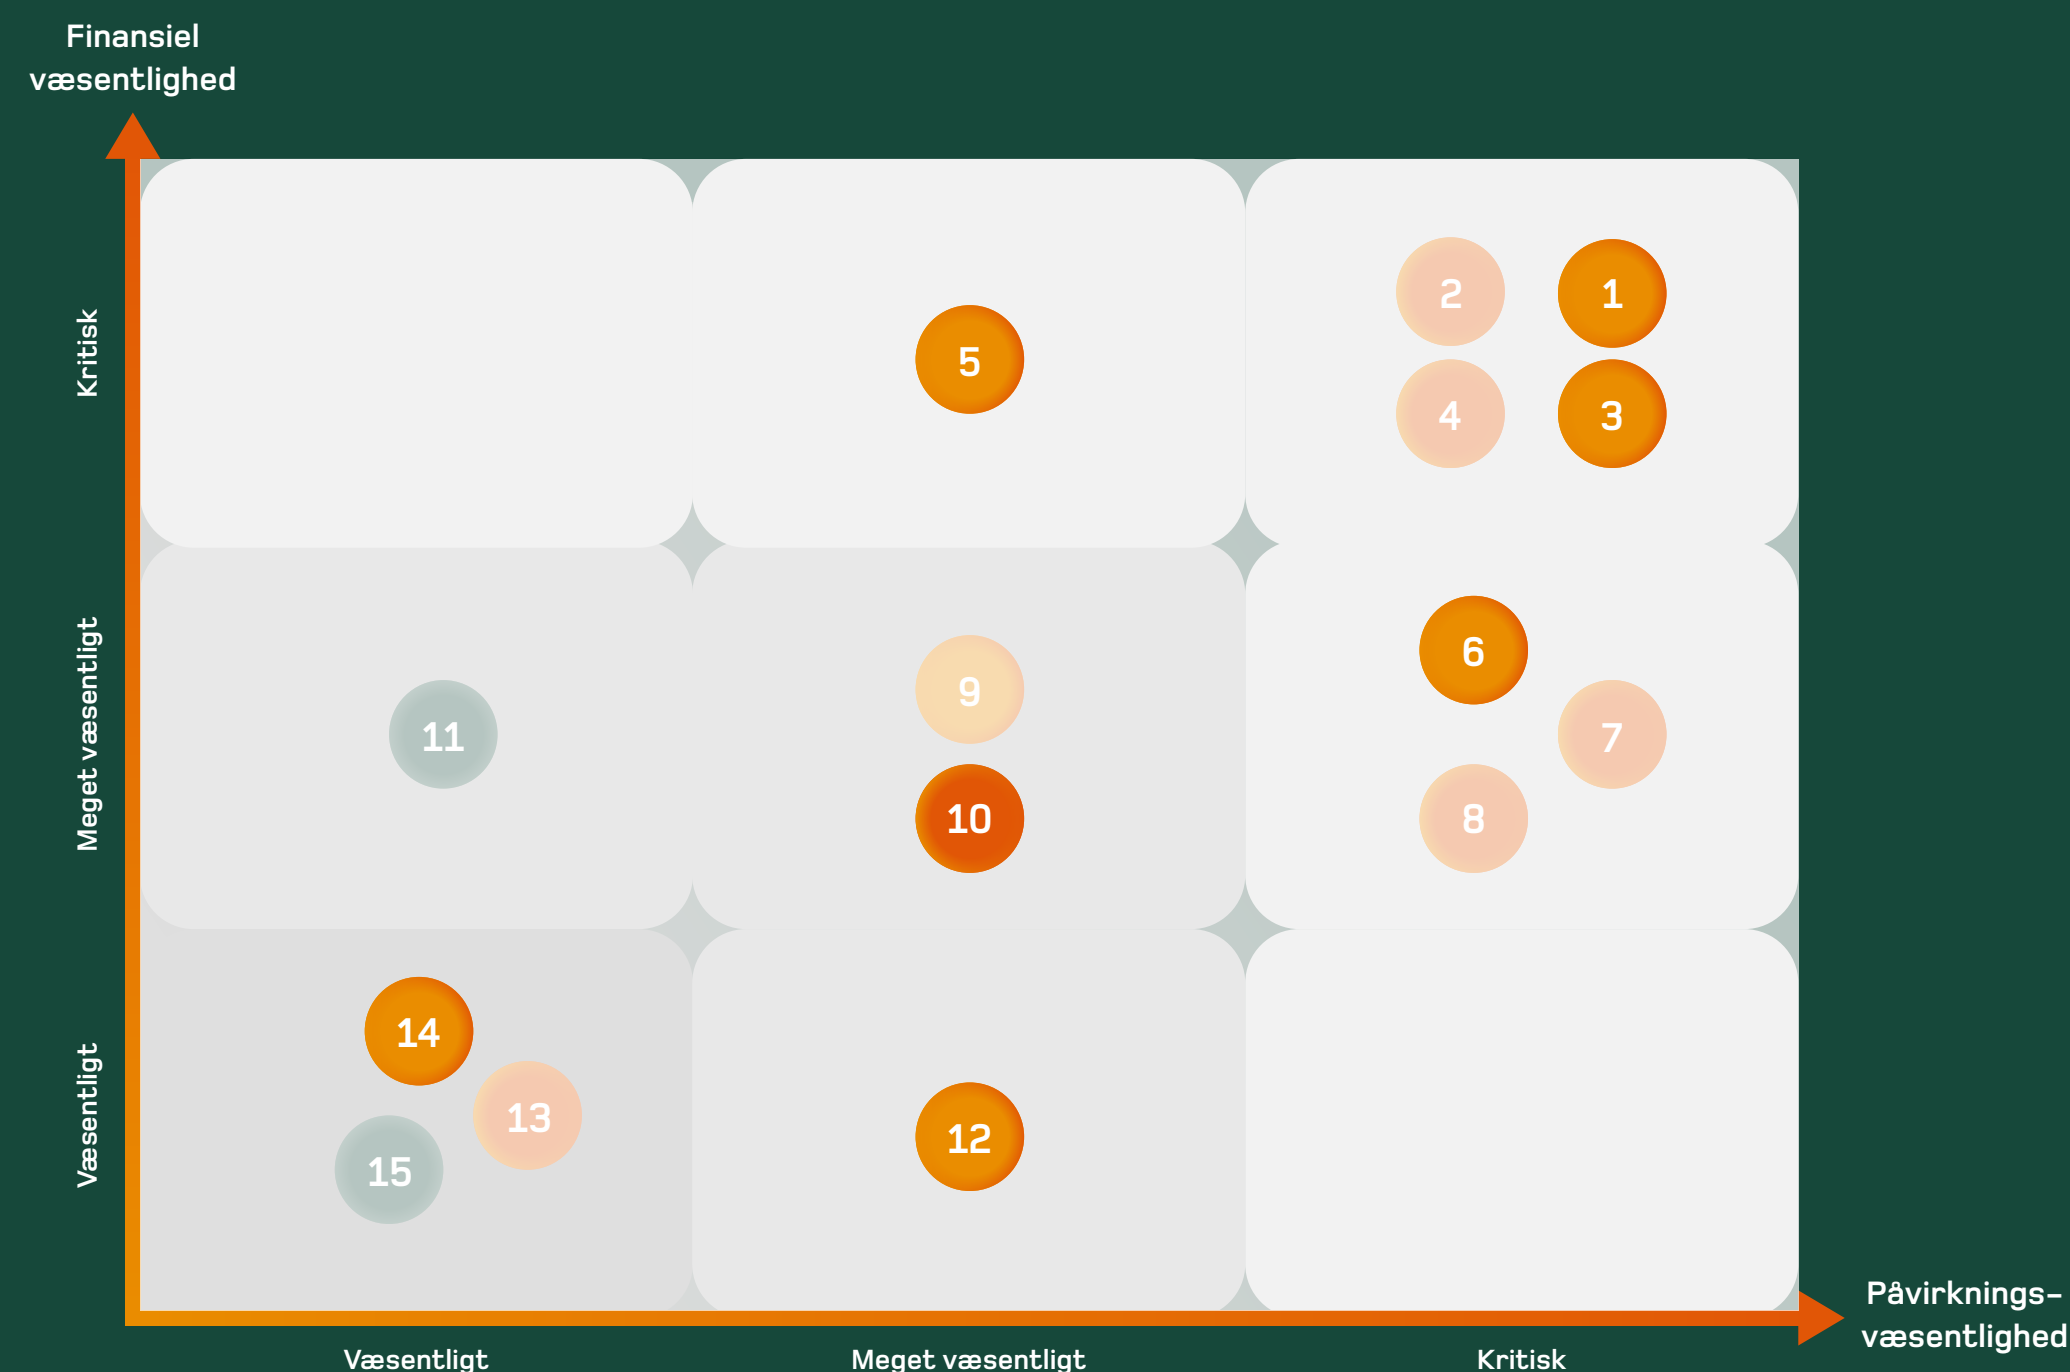 Finansiel
væsentlighed
Kritisk
2
1
5
4
3
Meget væsentligt
6
9
11
7
10
8
Væsentligt
14
13
12
15
Påvirknings-
væsentlighed
Væsentligt
Meget væsentligt
Kritisk